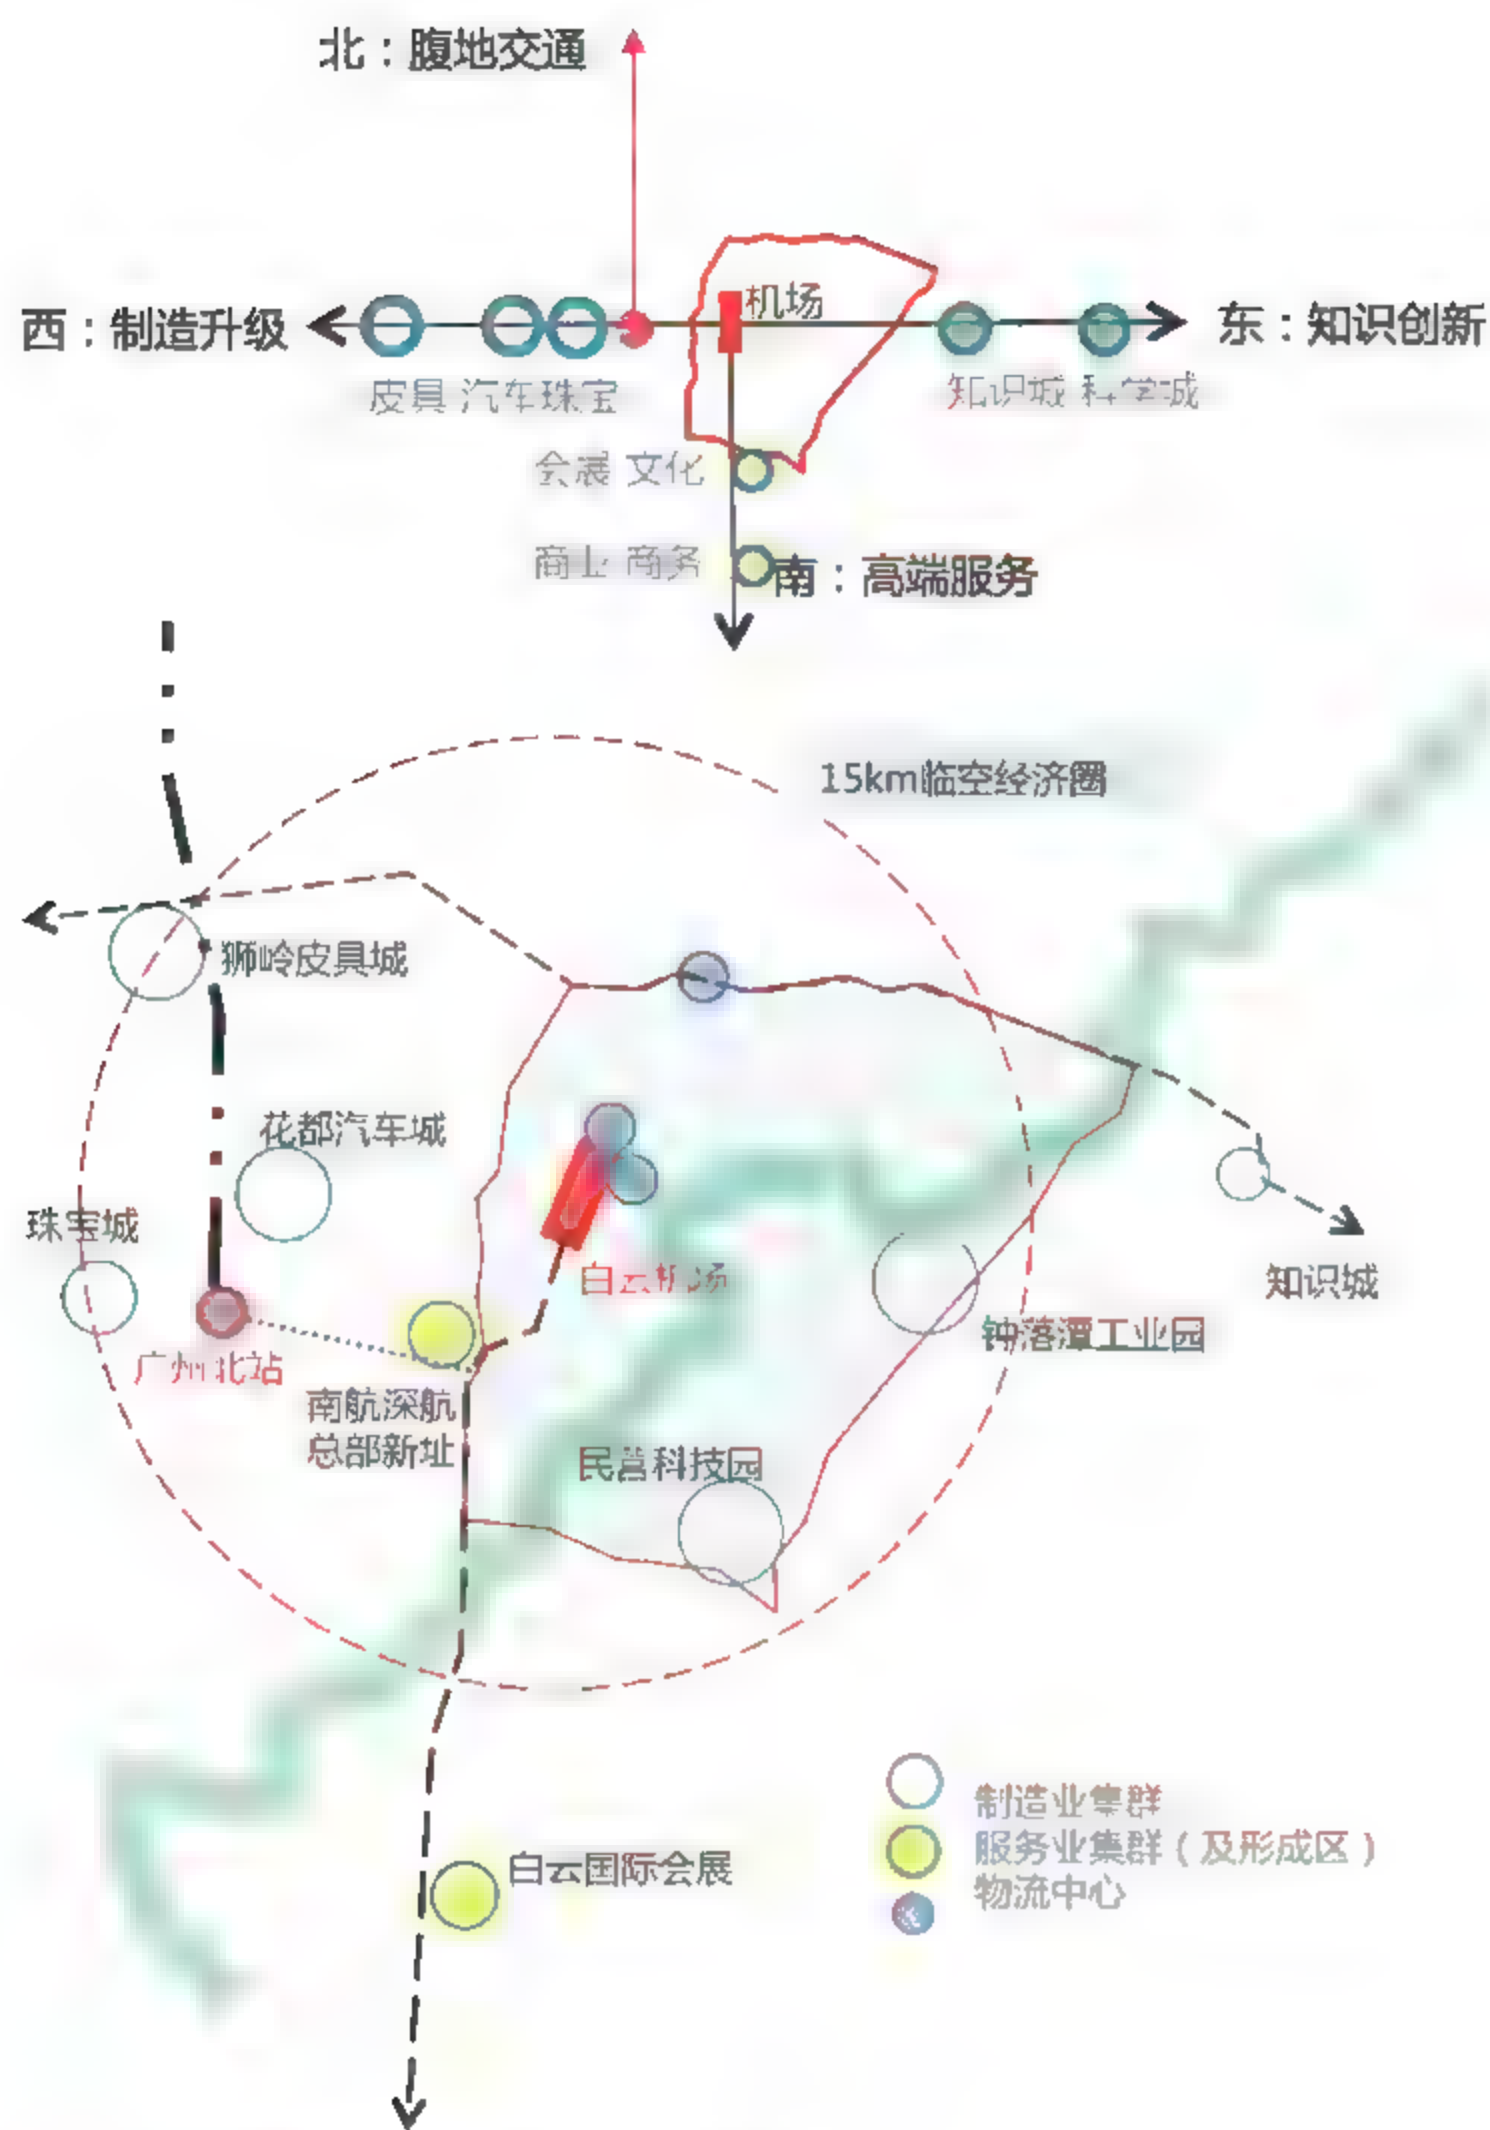 北：腹地交通
机场
西：制造升级
东：知识创新
皮具 汽车 珠宝
知识城 科学城
会展 文化
商业 商务
南：高端服务
15km临空经济圈
狮岭皮具城
花都汽车城
珠宝城
白云机场
知识城
钟落潭工业园
广州北站
南航深航
总部新址
民营科技园
制造业集群
服务业集群（及形成区）
白云国际会展
物流中心